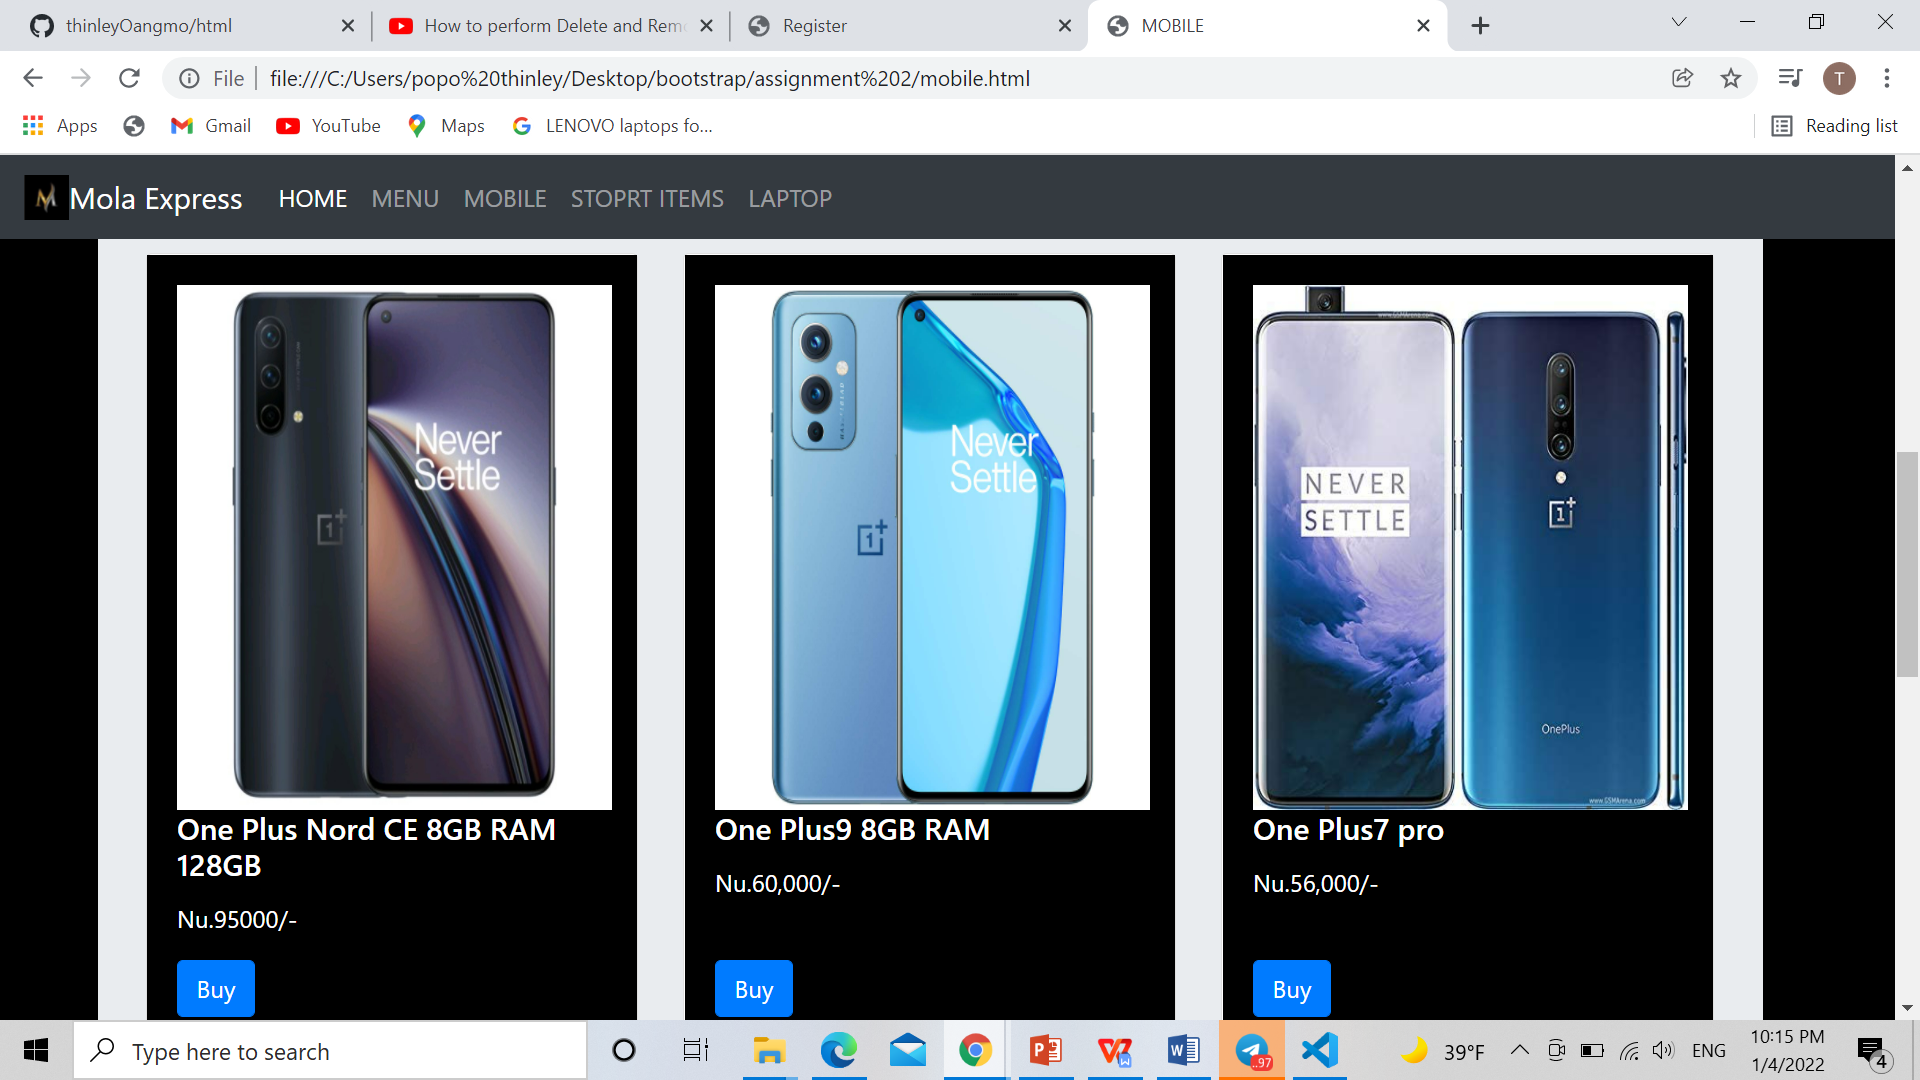 thinleyOangmo/html
How to perform Delete and Rem
Register
MOBILE
File
file:///C:/Users/popo%20thinley/Desktop/bootstrap/assignment%202/mobile.html
T
Apps
Gmail
YouTube
Maps
LENOVO laptops fo...
Reading list
Mola Express
HOME
MENU
MOBILE
STOPRT ITEMS
LAPTOP
Never
Settle
Never
Settle
NEVER
SETTLE
OnePlus
www.GSMArena.com
One Plus Nord CE 8GB RAM
128GB
Nu.95000/-
Buy
One Plus9 8GB RAM
Nu.60,000/-
Buy
One Plus7 pro
Nu.56,000/-
Buy
Type here to search
..97
39°F
ENG
10:15 PM
1/4/2022
4